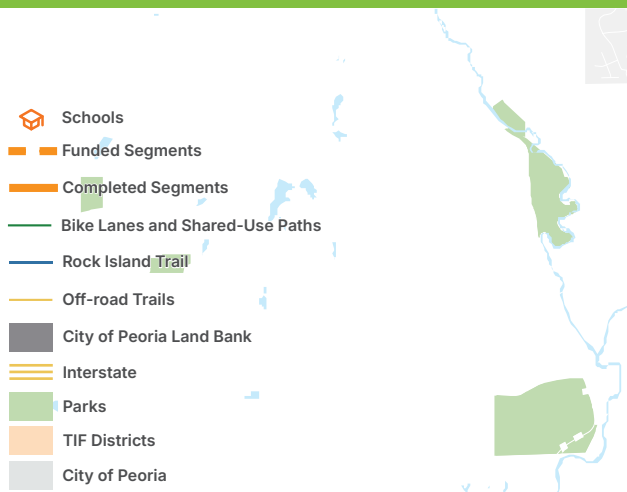 Schools
Funded Segments
Completed Segments
Bike Lanes and Shared-Use Paths
Rock Island Trail
Off-road Trails
City of Peoria Land Bank
Interstate
Parks
TIF Districts
City of Peoria